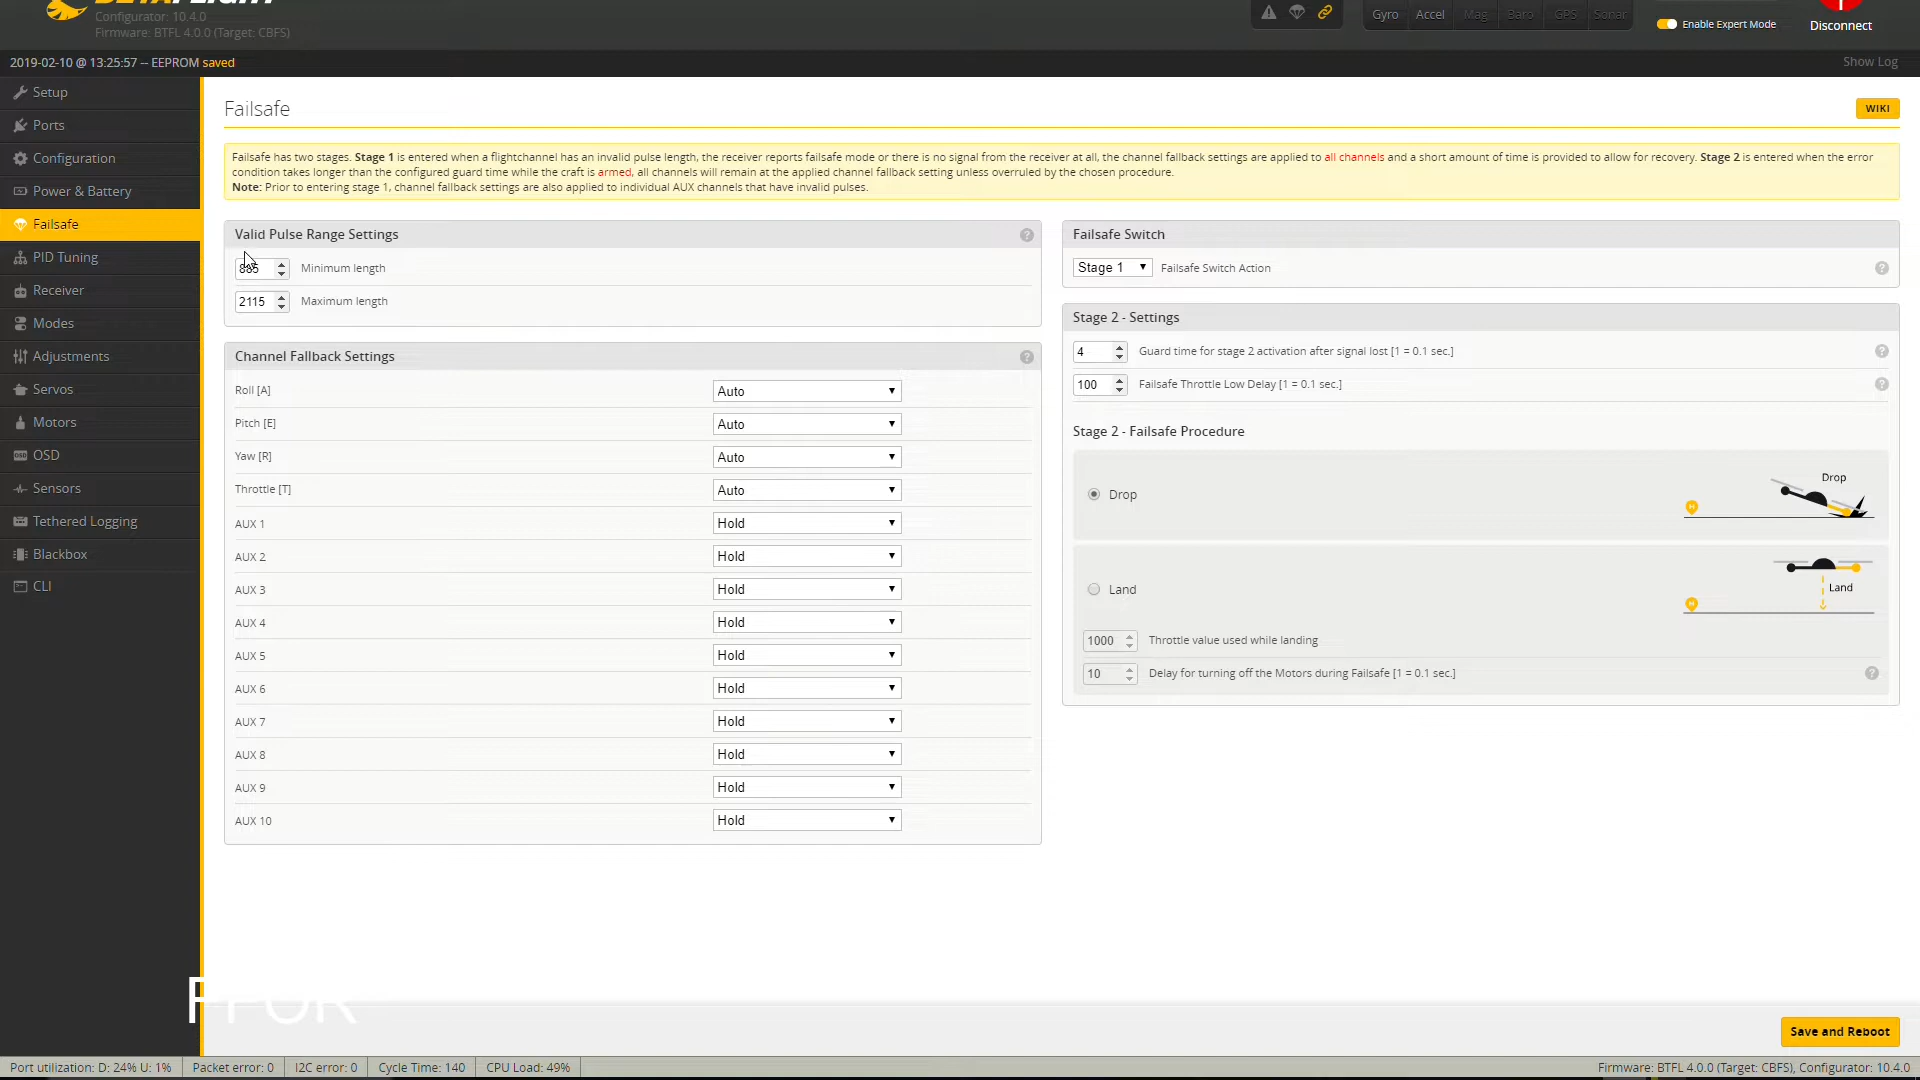 BETAFLIGHT
Configurator: 10.4.0
Firmware: BTFL 4.0.0 (Target: CBFS)
Gyro Accel Mag Baro GPS Sonar
Enable Expert Mode
Disconnect
2019-02-10 @ 13:25:57 -- EEPROM saved
Show Log
Setup
Ports
Configuration
Power & Battery
Failsafe
PID Tuning
Receiver
Modes
Adjustments
Servos
Motors
OSD
Sensors
Tethered Logging
Blackbox
CLI
Failsafe
WIKI
Failsafe has two stages. Stage 1 is entered when a flightchannel has an invalid pulse length, the receiver reports failsafe mode or there is no signal from the receiver at all, the channel fallback settings are applied to all channels and a short amount of time is provided to allow for recovery. Stage 2 is entered when the error
condition takes longer than the configured guard time while the craft is armed, all channels will remain at the applied channel fallback setting unless overruled by the chosen procedure.
Note: Prior to entering stage 1, channel fallback settings are also applied to individual AUX channels that have invalid pulses.
Valid Pulse Range Settings
885 Minimum length
2115 Maximum length
Channel Fallback Settings
Roll [A] Auto
Pitch [E] Auto
Yaw [R] Auto
Throttle [T] Auto
AUX 1 Hold
AUX 2 Hold
AUX 3 Hold
AUX 4 Hold
AUX 5 Hold
AUX 6 Hold
AUX 7 Hold
AUX 8 Hold
AUX 9 Hold
AUX 10 Hold
Failsafe Switch
Stage 1 Failsafe Switch Action
Stage 2 - Settings
4 Guard time for stage 2 activation after signal lost [1 = 0.1 sec.]
100 Failsafe Throttle Low Delay [1 = 0.1 sec.]
Stage 2 - Failsafe Procedure
Drop
Drop
Land
Land
1000 Throttle value used while landing
10 Delay for turning off the Motors during Failsafe [1 = 0.1 sec.]
Save and Reboot
Port utilization: D: 24% U: 1% Packet error: 0 I2C error: 0 Cycle Time: 140 CPU Load: 49%
Firmware: BTFL 4.0.0 (Target: CBFS), Configurator: 10.4.0